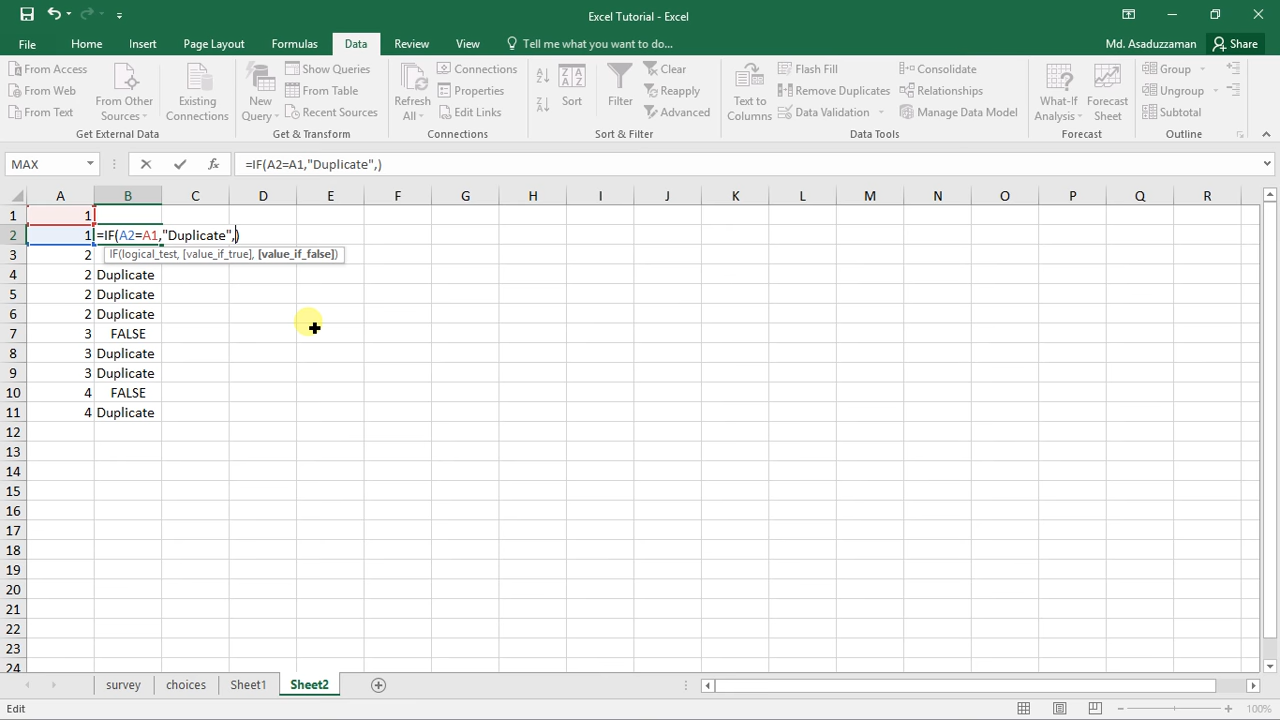 Excel Tutorial - Excel
File Home Insert Page Layout Formulas Data Review View Tell me what you want to do... Md. Asaduzzaman Share
From Access
From Web
From Text
From Other
Sources
Existing
Connections
Get External Data
New
Query
Show Queries
From Table
Recent Sources
Get & Transform
Refresh
All
Connections
Properties
Edit Links
Connections
Sort
Filter
Clear
Reapply
Advanced
Sort & Filter
Text to
Columns
Flash Fill
Remove Duplicates
Data Validation
Consolidate
Relationships
Manage Data Model
Data Tools
What-If
Analysis
Forecast
Sheet
Forecast
Group
Ungroup
Subtotal
Outline
MAX fx =IF(A2=A1,"Duplicate",)
A B C D E F G H I J K L M N O P Q R
1 1
2 1 =IF(A2=A1,"Duplicate",)
3 2 IF(logical_test, [value_if_true], [value_if_false])
4 2 Duplicate
5 2 Duplicate
6 2 Duplicate
7 3 FALSE
8 3 Duplicate
9 3 Duplicate
10 4 FALSE
11 4 Duplicate
12
13
14
15
16
17
18
19
20
21
22
23
24
survey choices Sheet1 Sheet2
Edit 100%